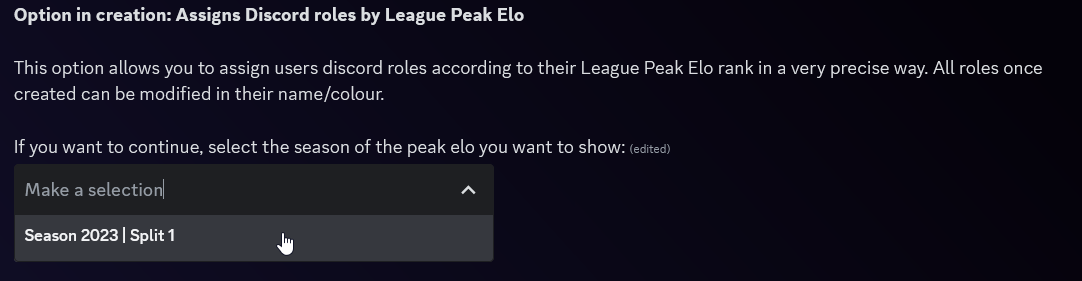 Option in creation: Assigns Discord roles by League Peak Elo
This option allows you to assign users discord roles according to their League Peak Elo rank in a very precise way. All roles once
created can be modified in their name/colour.
If you want to continue, select the season of the peak elo you want to show: (edited)
Make a selection
Season 2023 | Split 1